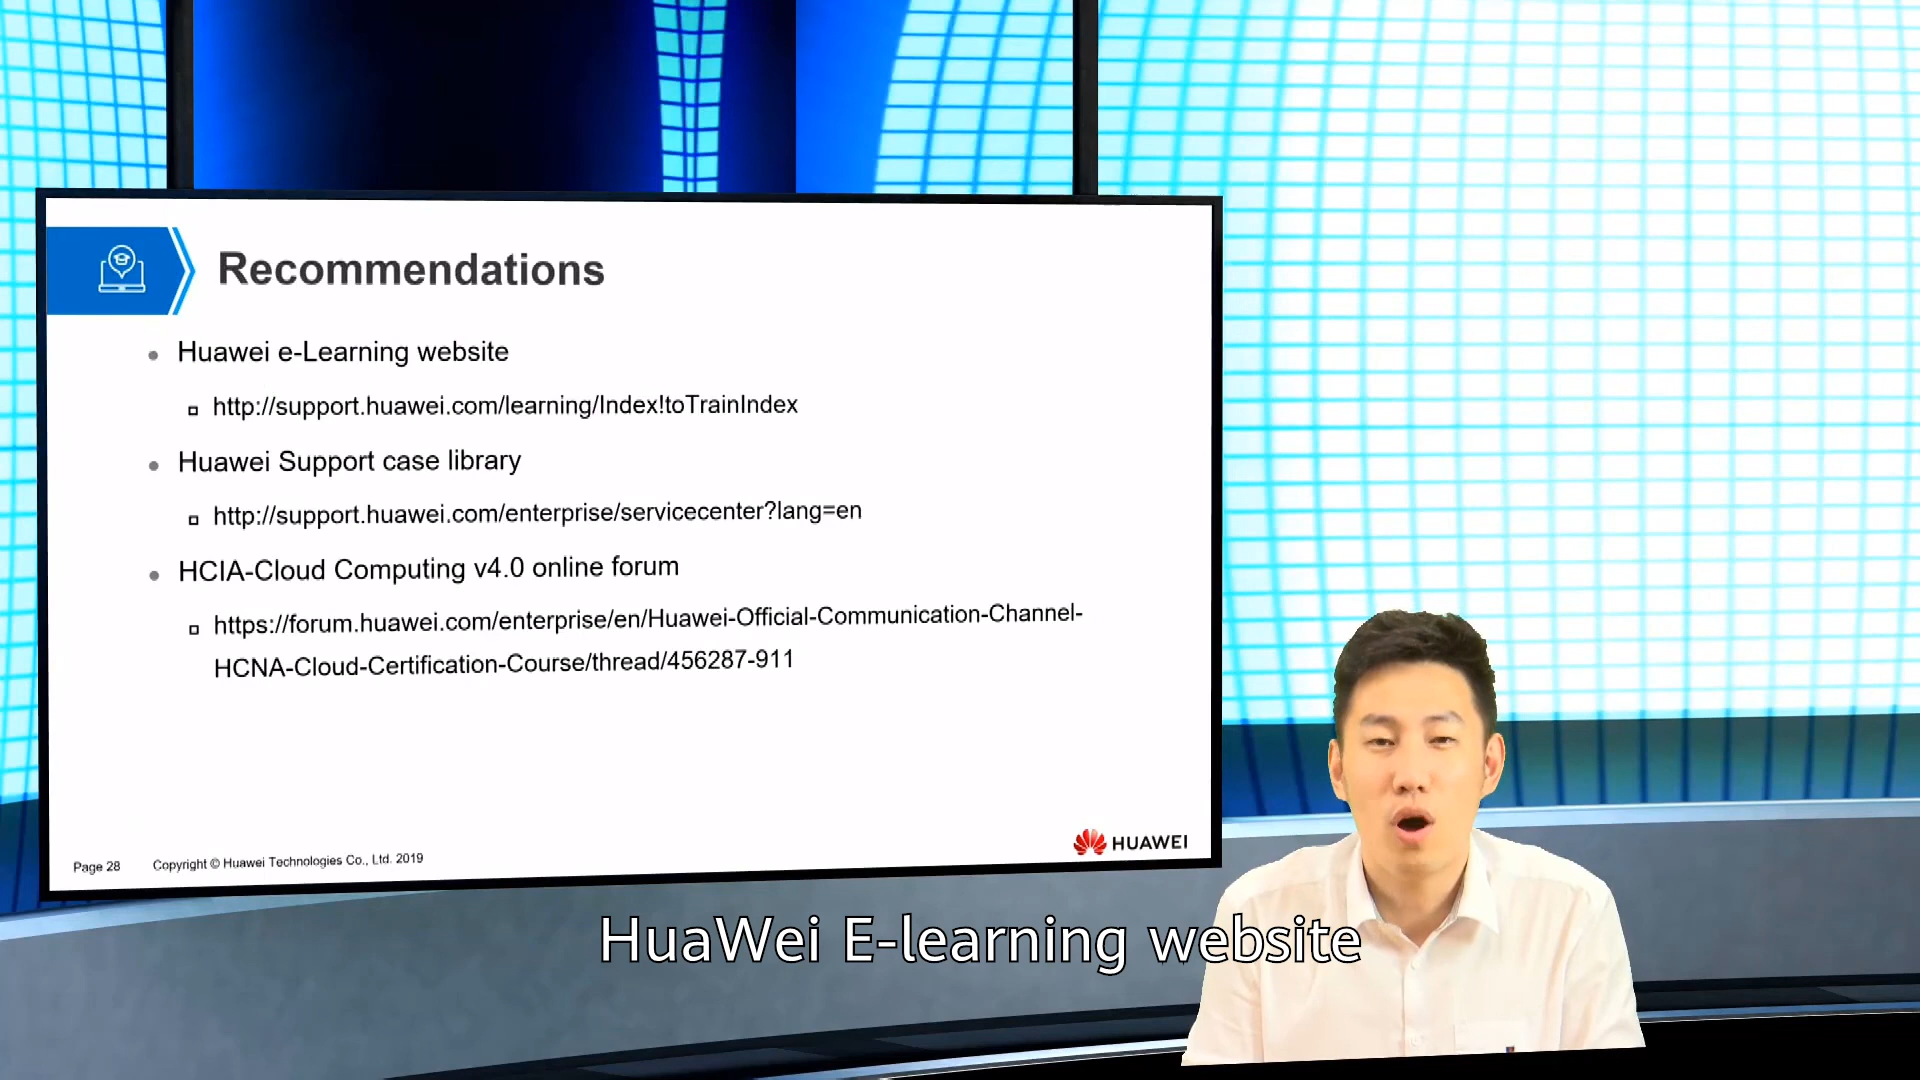 Recommendations
Huawei e-Learning website
http://support.huawei.com/learning/Index!toTrainIndex
Huawei Support case library
http://support.huawei.com/enterprise/servicecenter?lang=en
HCIA-Cloud Computing v4.0 online forum
https://forum.huawei.com/enterprise/en/Huawei-Official-Communication-Channel-
HCNA-Cloud-Certification-Course/thread/456287-911
HUAWEI
Page 28 Copyright © Huawei Technologies Co., Ltd. 2019
HuaWei E-learning website